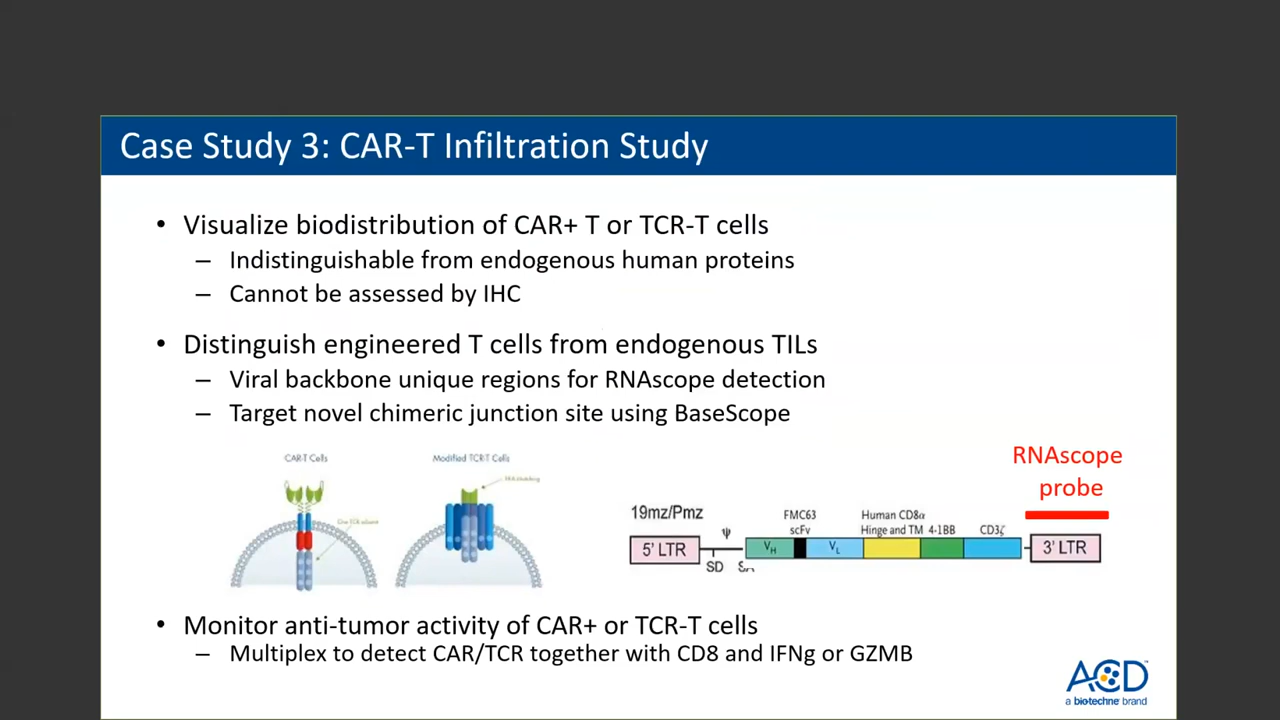 Case Study 3: CAR-T Infiltration Study
• Visualize biodistribution of CAR+ T or TCR-T cells
– Indistinguishable from endogenous human proteins
– Cannot be assessed by IHC
• Distinguish engineered T cells from endogenous TILs
– Viral backbone unique regions for RNAscope detection
– Target novel chimeric junction site using BaseScope
CAR-T Cells
Modified TCR-T Cells
RNAscope
probe
19mz/Pmz
ψ
FMC63
scFv
Human CD8α
Hinge and TM
4-1BB
CD3ζ
5' LTR
SD
VH
VL
3' LTR
• Monitor anti-tumor activity of CAR+ or TCR-T cells
– Multiplex to detect CAR/TCR together with CD8 and IFNg or GZMB
ACD™
a biotechne brand